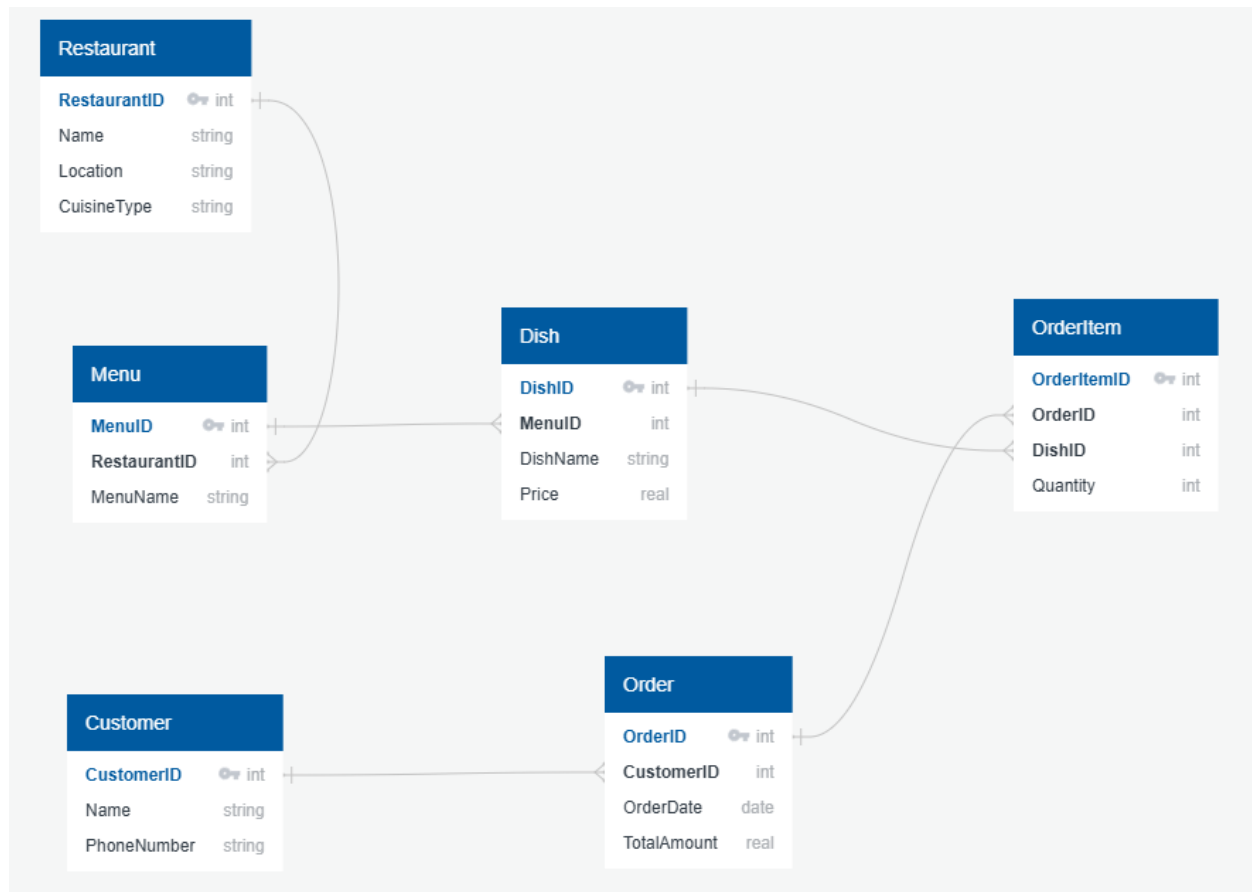 Restaurant
RestaurantID int
Name string
Location string
CuisineType string
Menu
MenuID int
RestaurantID int
MenuName string
Dish
DishID int
MenuID int
DishName string
Price real
OrderItem
OrderItemID int
OrderID int
DishID int
Quantity int
Customer
CustomerID int
Name string
PhoneNumber string
Order
OrderID int
CustomerID int
OrderDate date
TotalAmount real